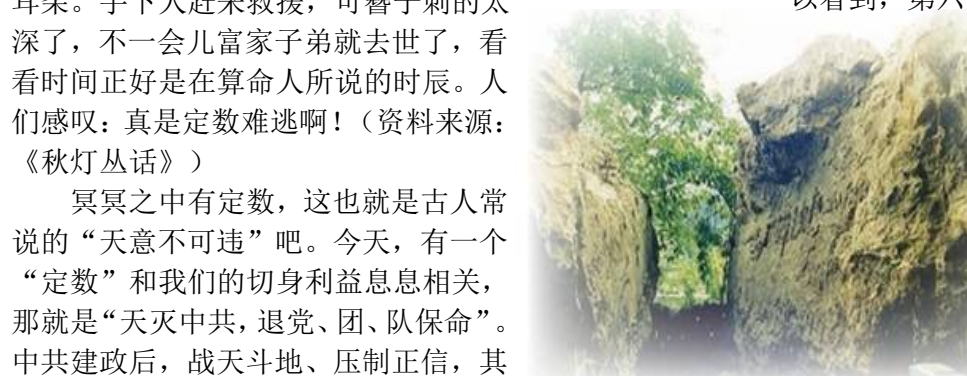 耳朵。手下人赶来救援，可簪子刺的太
深了，不一会儿富家子弟就去世了，看
看时间正好是在算命人所说的时辰。人
们感叹：真是定数难逃啊！（资料来源：
《秋灯丛话》）
冥冥之中有定数，这也就是古人常
说的“天意不可违”吧。今天，有一个
“定数”和我们的切身利益息息相关，
那就是“天灭中共，退党、团、队保命”。
中共建政后，战天斗地、压制正信，其
以看到，第六